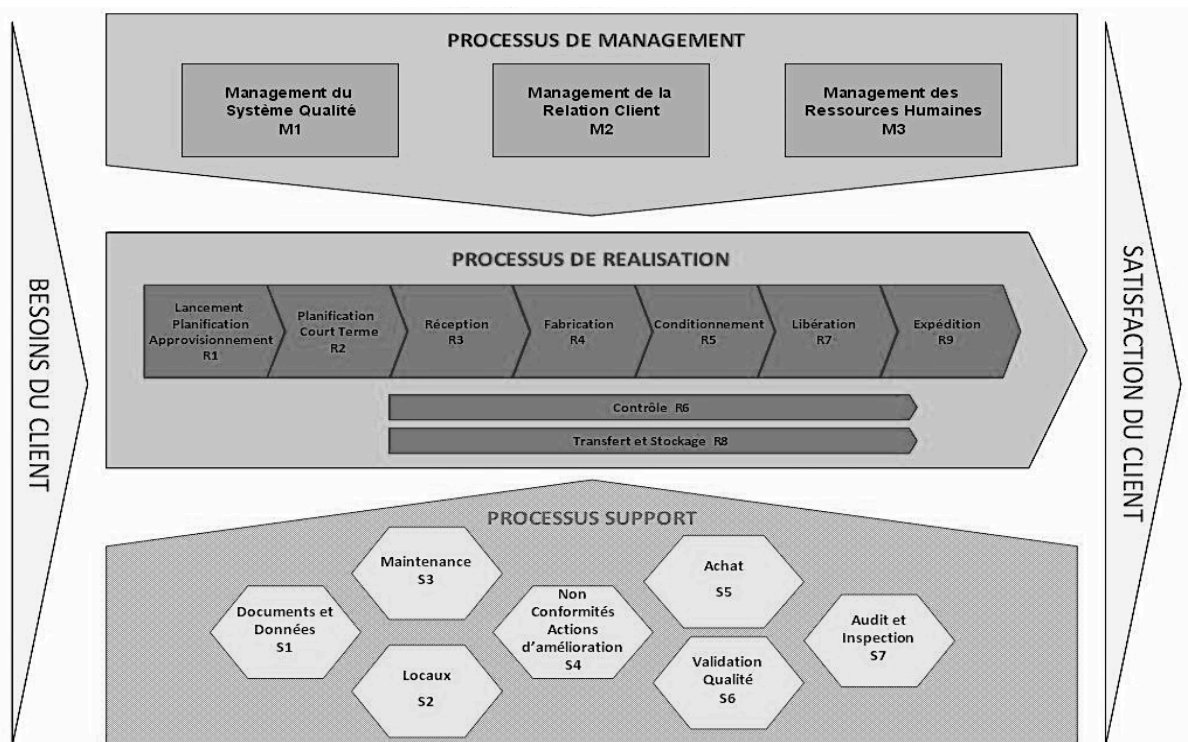 PROCESSUS DE MANAGEMENT
Management du
Système Qualité
M1
Management de la
Relation Client
M2
Management des
Ressources Humaines
M3
BESOINS DU CLIENT
PROCESSUS DE REALISATION
Lancement
Planification
Approvisionnement
R1
Planification
Court Terme
R2
Réception
R3
Fabrication
R4
Conditionnement
R5
Libération
R7
Expédition
R9
Contrôle R6
Transfert et Stockage R8
SATISFACTION DU CLIENT
PROCESSUS SUPPORT
Documents et
Données
S1
Maintenance
S3
Locaux
S2
Non
Conformités
Actions
d'amélioration
S4
Achat
S5
Validation
Qualité
S6
Audit et
Inspection
S7